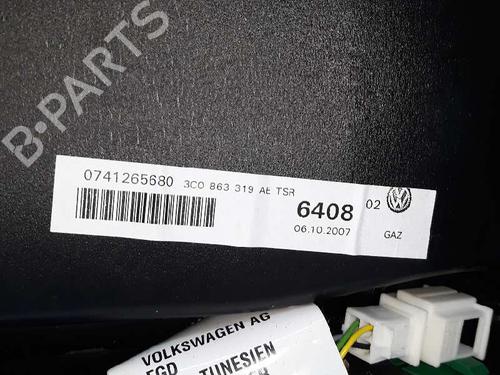 B-PARTS
0741265680 3C0 863 319 AE TSR
6408 02
06.10.2007 GAZ
VOLKSWAGEN AG
TUNESIEN